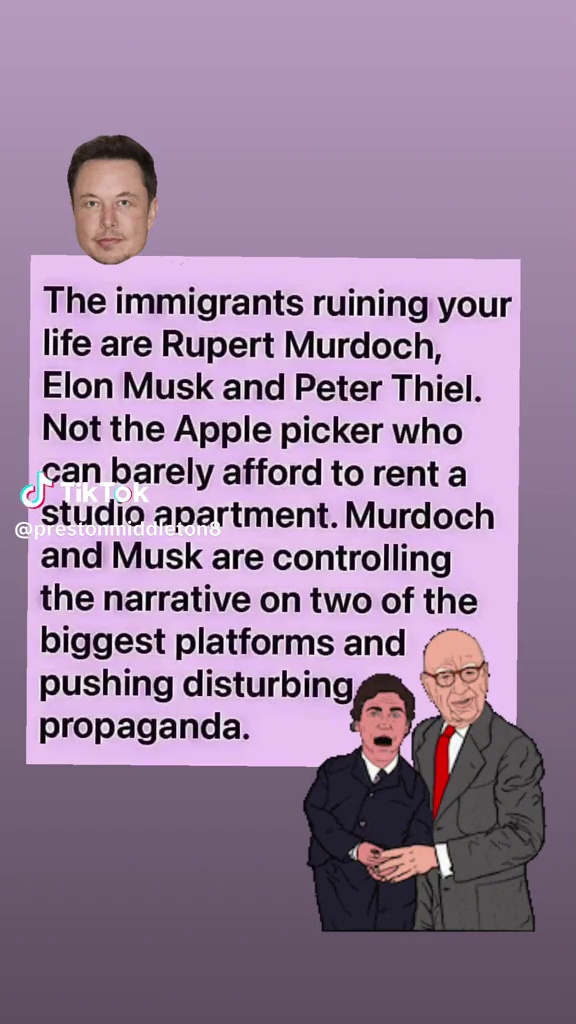 The immigrants ruining your
life are Rupert Murdoch,
Elon Musk and Peter Thiel.
Not the Apple picker who
can barely afford to rent a
TikTok
studio apartment. Murdoch
@prestonmiddleton8
and Musk are controlling
the narrative on two of the
biggest platforms and
pushing disturbing
propaganda.